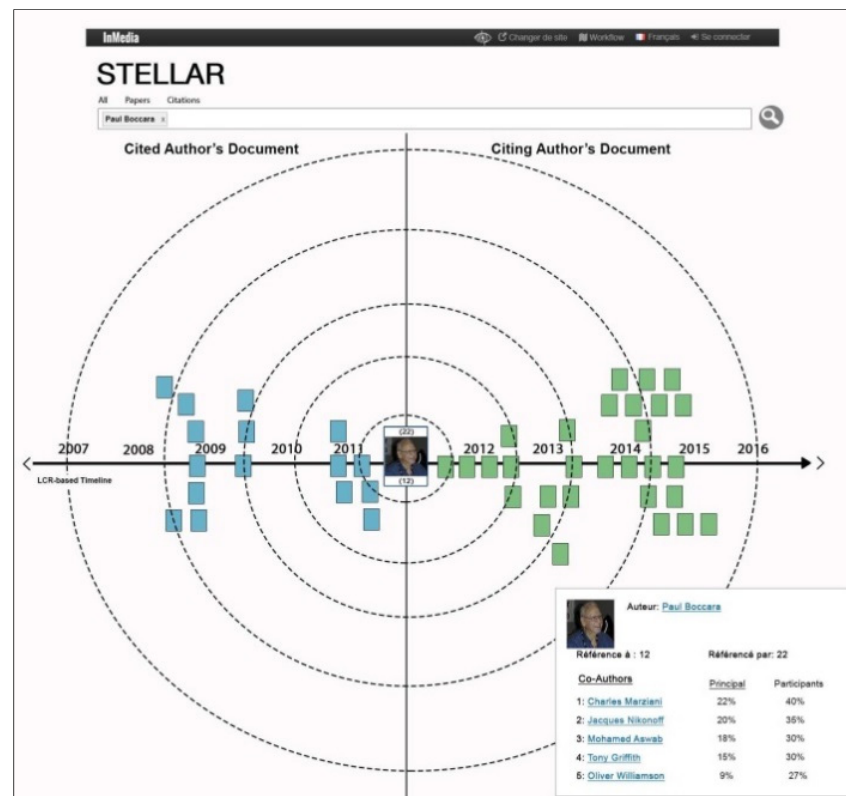 InMedia Changer de site Workflow Français Se connecter
STELLAR
All Papers Citations
Paul Boccara x
Cited Author's Document Citing Author's Document
(22)
2007 2008 2009 2010 2011 2012 2013 2014 2015 2016
LCR-based Timeline
(12)
Auteur: Paul Boccara
Référence à : 12 Référencé par: 22
Co-Authors Principal Participants
1: Charles Marziani 22% 40%
2: Jacques Nikonoff 20% 36%
3: Mohamed Aswab 18% 30%
4: Tony Griffith 15% 30%
5: Oliver Williamson 9% 27%